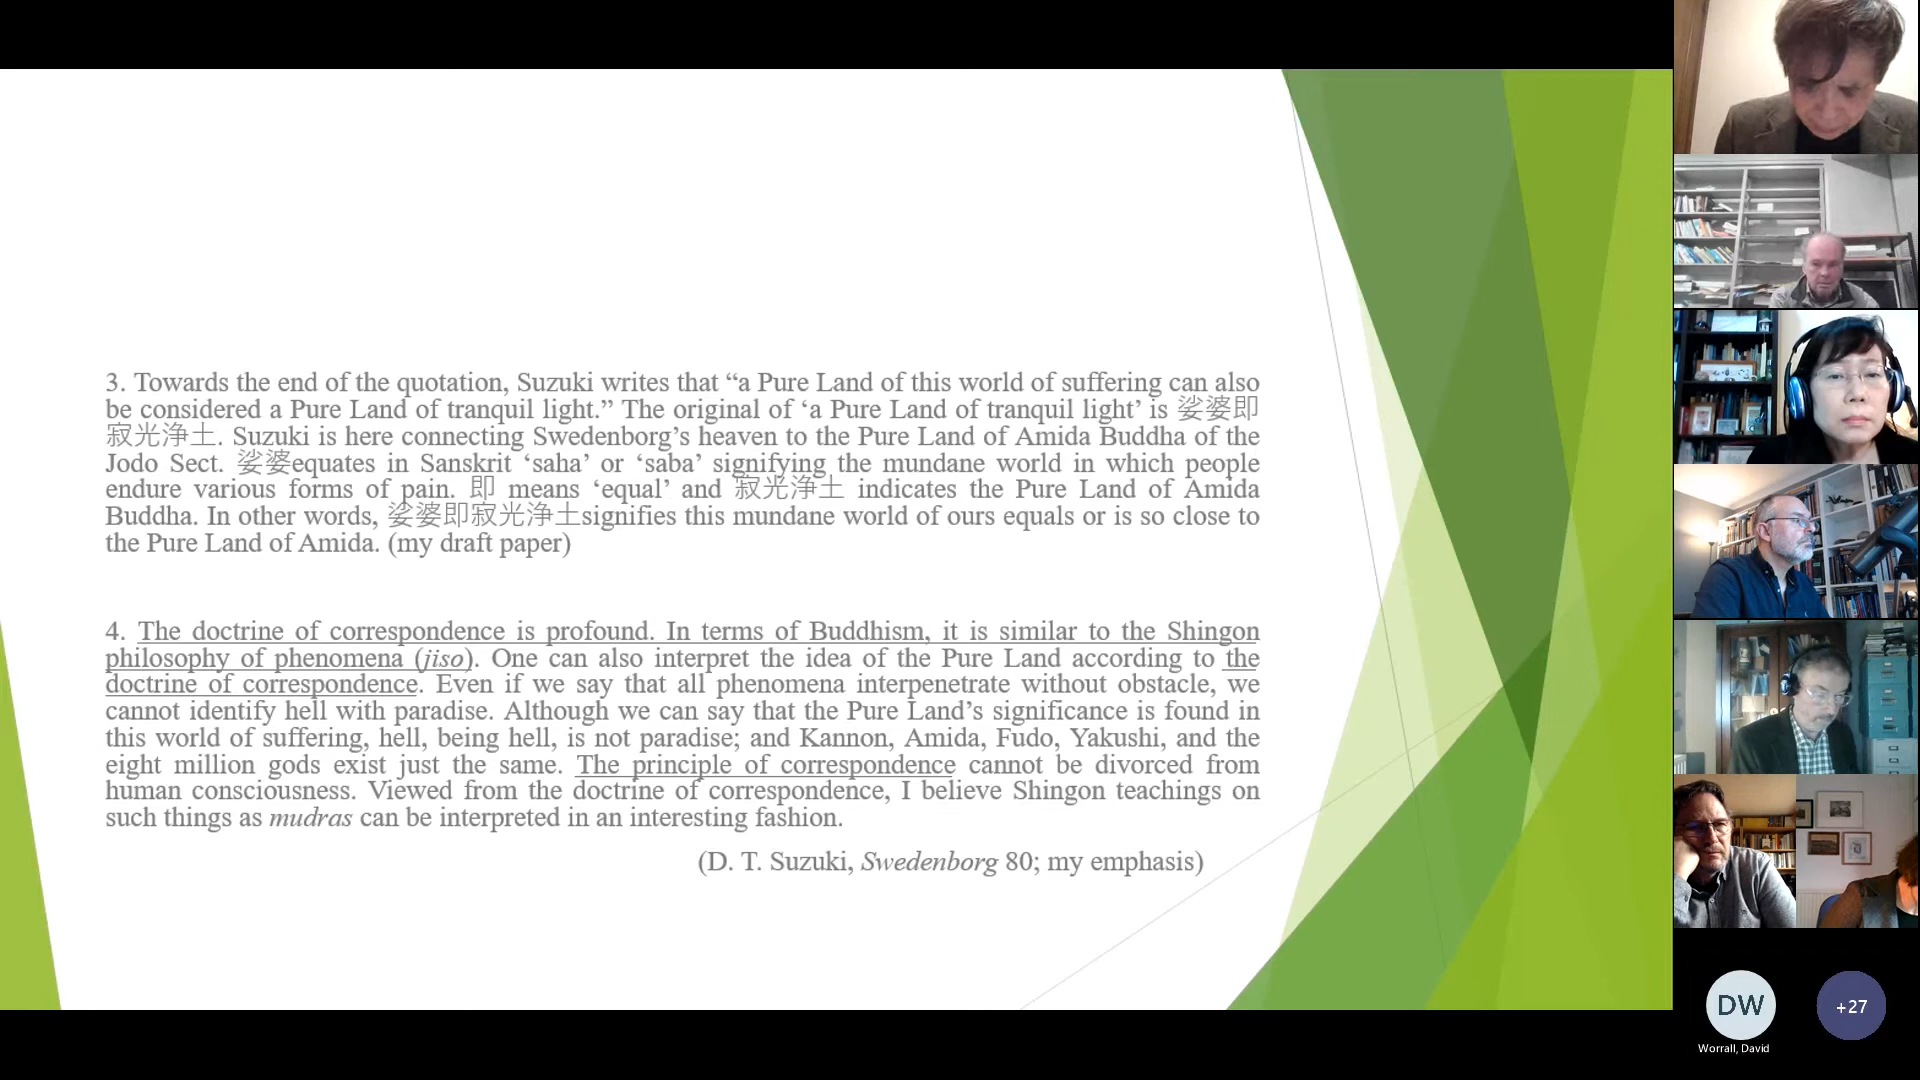 3. Towards the end of the quotation, Suzuki writes that “a Pure Land of this world of suffering can also
be considered a Pure Land of tranquil light.” The original of ‘a Pure Land of tranquil light’ is 娑婆即
寂光浄土. Suzuki is here connecting Swedenborg’s heaven to the Pure Land of Amida Buddha of the
Jodo Sect. 娑婆equates in Sanskrit ‘saha’ or ‘saba’ signifying the mundane world in which people
endure various forms of pain. 即 means ‘equal’ and 寂光浄土 indicates the Pure Land of Amida
Buddha. In other words, 娑婆即寂光浄土signifies this mundane world of ours equals or is so close to
the Pure Land of Amida. (my draft paper)
4. The doctrine of correspondence is profound. In terms of Buddhism, it is similar to the Shingon
philosophy of phenomena (jiso). One can also interpret the idea of the Pure Land according to the
doctrine of correspondence. Even if we say that all phenomena interpenetrate without obstacle, we
cannot identify hell with paradise. Although we can say that the Pure Land’s significance is found in
this world of suffering, hell, being hell, is not paradise; and Kannon, Amida, Fudo, Yakushi, and the
eight million gods exist just the same. The principle of correspondence cannot be divorced from
human consciousness. Viewed from the doctrine of correspondence, I believe Shingon teachings on
such things as mudras can be interpreted in an interesting fashion.
(D. T. Suzuki, Swedenborg 80; my emphasis)
DW
+27
Worrall, David